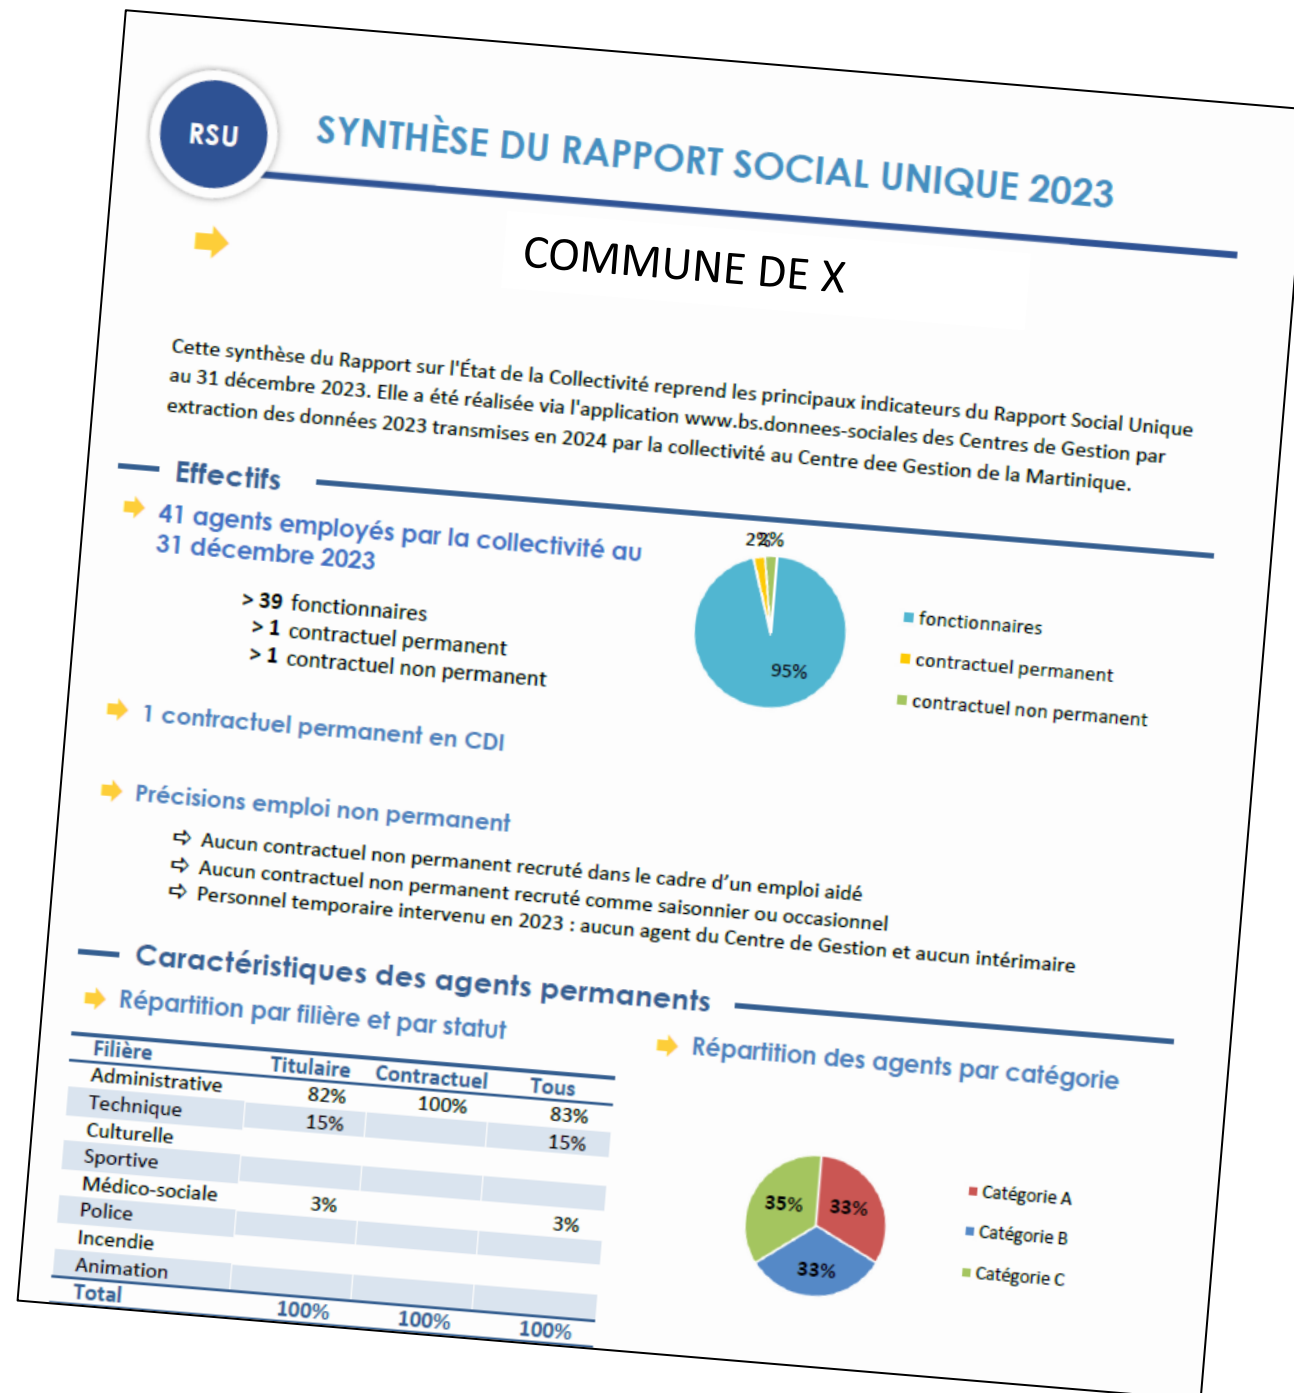 RSU
SYNTHÈSE DU RAPPORT SOCIAL UNIQUE 2023
COMMUNE DE X
Cette synthèse du Rapport sur l'État de la Collectivité reprend les principaux indicateurs du Rapport Social Unique
au 31 décembre 2023. Elle a été réalisée via l'application www.bs.donnees-sociales des Centres de Gestion par
extraction des données 2023 transmises en 2024 par la collectivité au Centre dee Gestion de la Martinique.
Effectifs
41 agents employés par la collectivité au
31 décembre 2023
> 39 fonctionnaires
> 1 contractuel permanent
> 1 contractuel non permanent
2% 2%
95%
fonctionnaires
contractuel permanent
contractuel non permanent
1 contractuel permanent en CDI
Précisions emploi non permanent
⇨ Aucun contractuel non permanent recruté dans le cadre d'un emploi aidé
⇨ Aucun contractuel non permanent recruté comme saisonnier ou occasionnel
⇨ Personnel temporaire intervenu en 2023 : aucun agent du Centre de Gestion et aucun intérimaire
Caractéristiques des agents permanents
Répartition par filière et par statut
Filière Titulaire Contractuel Tous
Administrative 82% 100% 83%
Technique 15% 15%
Culturelle
Sportive
Médico-sociale 3% 3%
Police
Incendie
Animation
Total 100% 100% 100%
Répartition des agents par catégorie
35% 33%
33%
Catégorie A
Catégorie B
Catégorie C